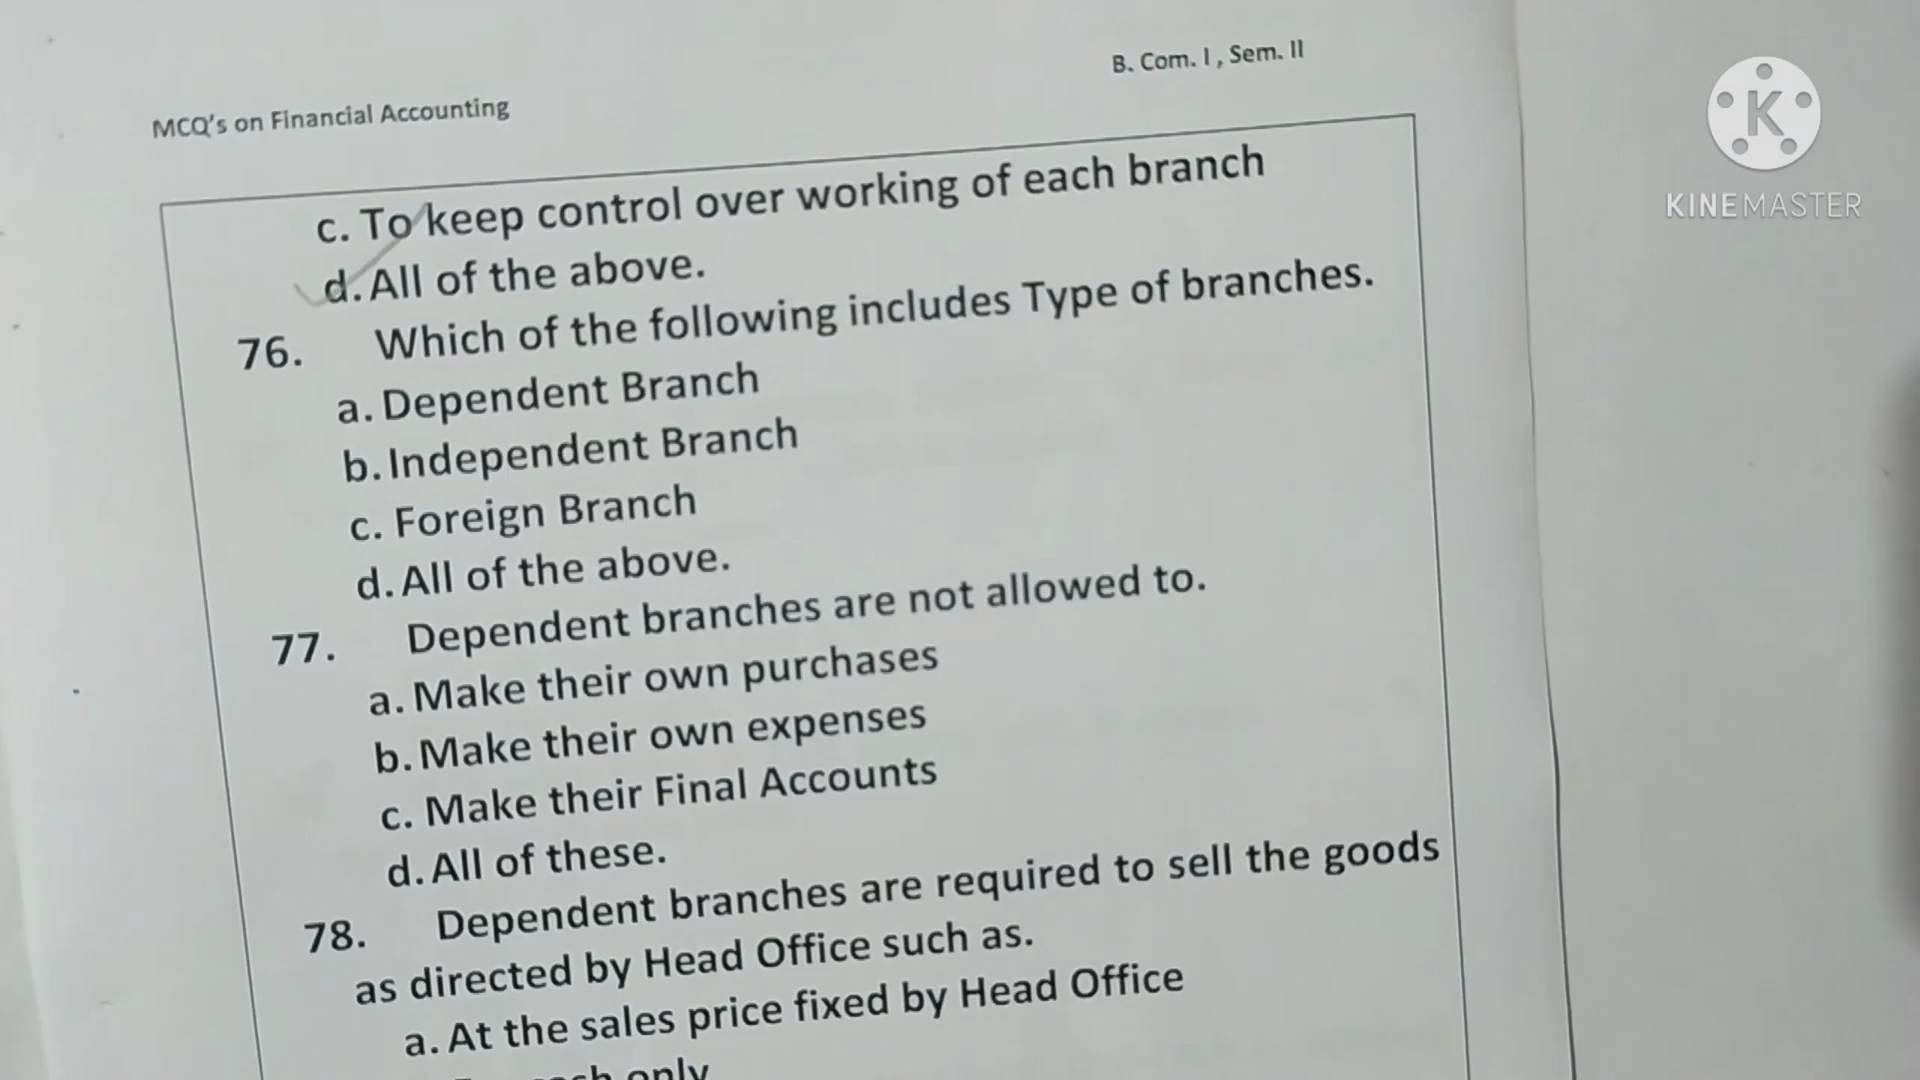 B. Com. I , Sem. II
MCQ's on Financial Accounting
K
KINEMASTER
c. To keep control over working of each branch
d. All of the above.
76. Which of the following includes Type of branches.
a. Dependent Branch
b. Independent Branch
c. Foreign Branch
d. All of the above.
77. Dependent branches are not allowed to.
a. Make their own purchases
b. Make their own expenses
c. Make their Final Accounts
d. All of these.
78. Dependent branches are required to sell the goods
as directed by Head Office such as.
a. At the sales price fixed by Head Office
only